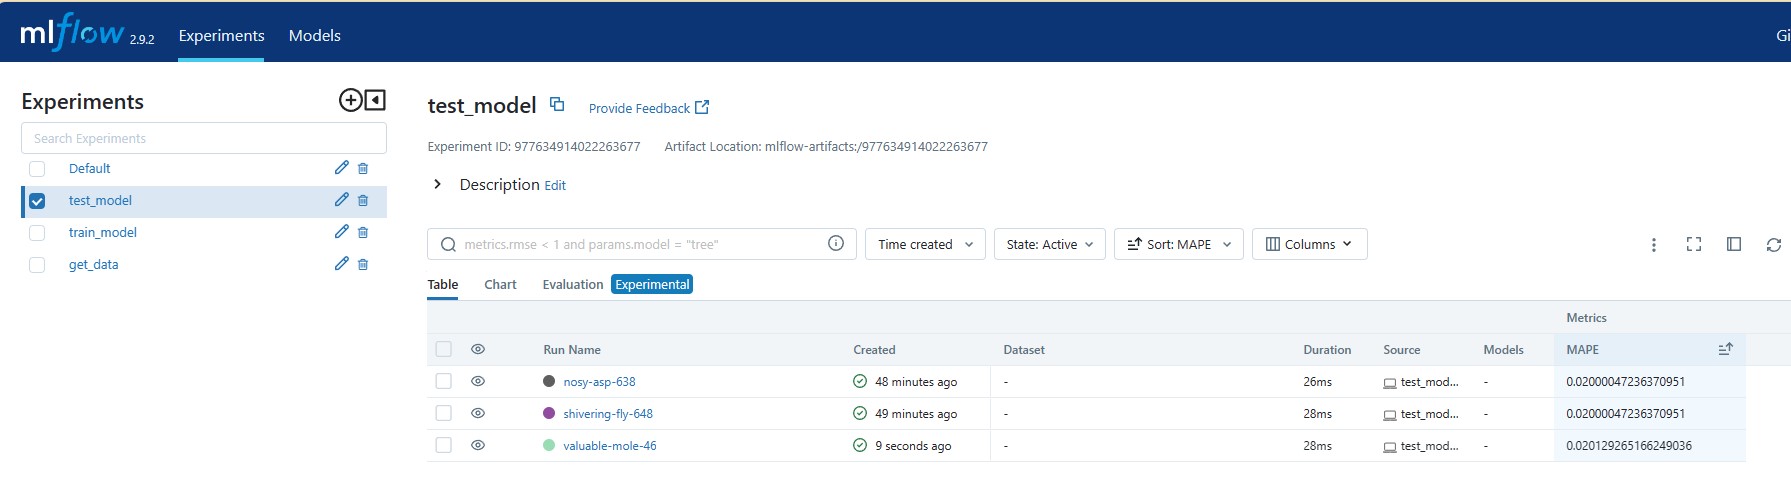 mlflow 2.9.2 Experiments Models Gi
Experiments
Search Experiments
Default
test_model
train_model
get_data
test_model Provide Feedback
Experiment ID: 977634914022263677 Artifact Location: mlflow-artifacts:/977634914022263677
Description Edit
metrics.rmse < 1 and params.model = "tree" Time created State: Active Sort: MAPE Columns
Table Chart Evaluation Experimental
Metrics
Run Name Created Dataset Duration Source Models MAPE
nosy-asp-638 48 minutes ago - 26ms test_mod... - 0.02000047236370951
shivering-fly-648 49 minutes ago - 28ms test_mod... - 0.02000047236370951
valuable-mole-46 9 seconds ago - 28ms test_mod... - 0.020129265166249036